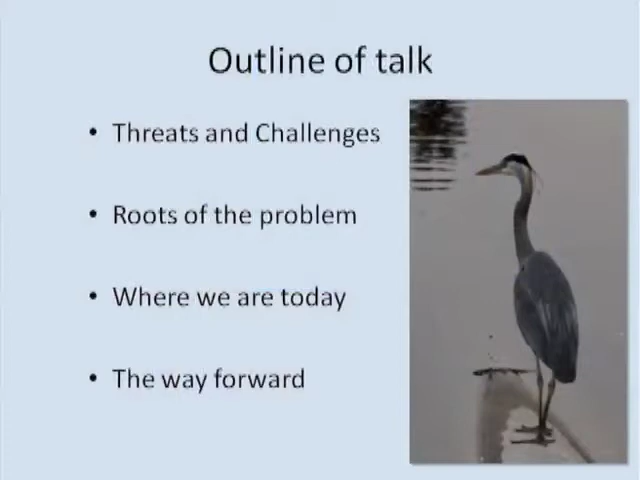 Outline of talk
• Threats and Challenges
• Roots of the problem
• Where we are today
• The way forward